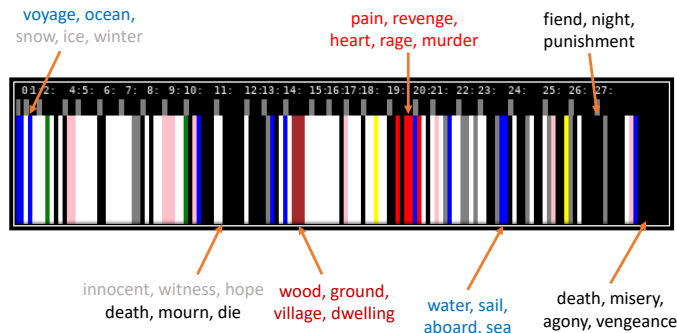 voyage, ocean,
snow, ice, winter
pain, revenge,
heart, rage, murder
fiend, night,
punishment
0 1: 2: 4:5: 6: 7: 8: 9: 10: 11: 12: 13: 14: 15: 16: 17: 18: 19: 20: 21: 22: 23: 24: 25: 26: 27:
innocent, witness, hope
death, mourn, die
wood, ground,
village, dwelling
water, sail,
aboard, sea
death, misery,
agony, vengeance